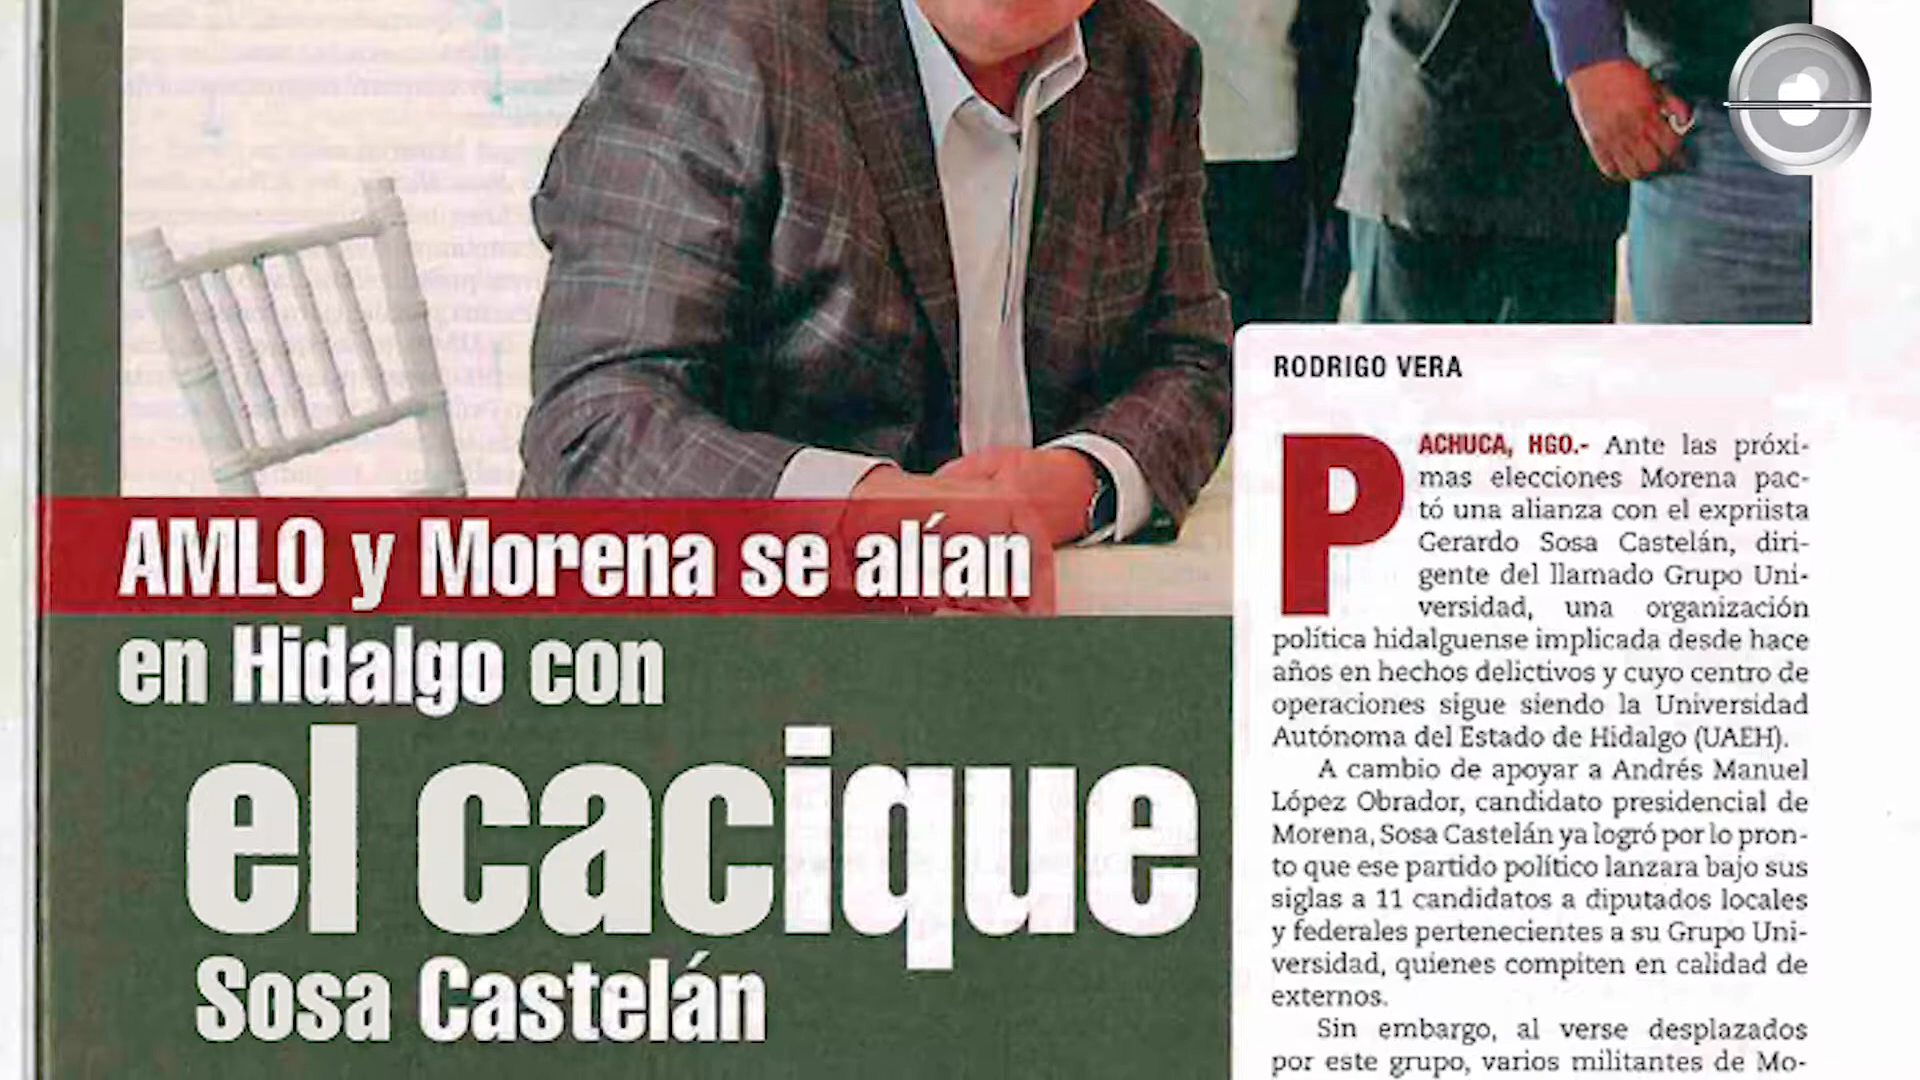 AMLO y Morena se alían
en Hidalgo con
el cacique
Sosa Castelán
RODRIGO VERA
PACHUCA, HGO.- Ante las próxi-
mas elecciones Morena pac-
tó una alianza con el expriista
Gerardo Sosa Castelán, diri-
gente del llamado Grupo Uni-
versidad, una organización
política hidalguense implicada desde hace
años en hechos delictivos y cuyo centro de
operaciones sigue siendo la Universidad
Autónoma del Estado de Hidalgo (UAEH).
A cambio de apoyar a Andrés Manuel
López Obrador, candidato presidencial de
Morena, Sosa Castelán ya logró por lo pron-
to que ese partido político lanzara bajo sus
siglas a 11 candidatos a diputados locales
y federales pertenecientes a su Grupo Uni-
versidad, quienes compiten en calidad de
externos.
Sin embargo, al verse desplazados
por este grupo, varios militantes de Mo-